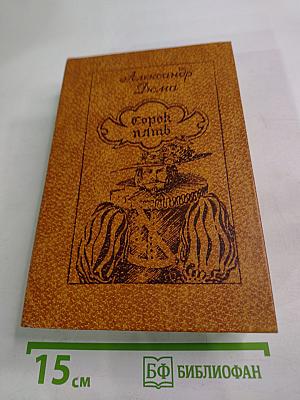 Александр
Дюма
Сорок
пять
15 см
БФ БИБЛИОФАН